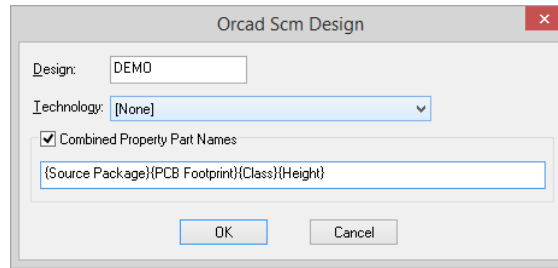 Orcad Scm Design
Design: DEMO
Technology: [None]
Combined Property Part Names
{Source Package}{PCB Footprint}{Class}{Height}
OK Cancel